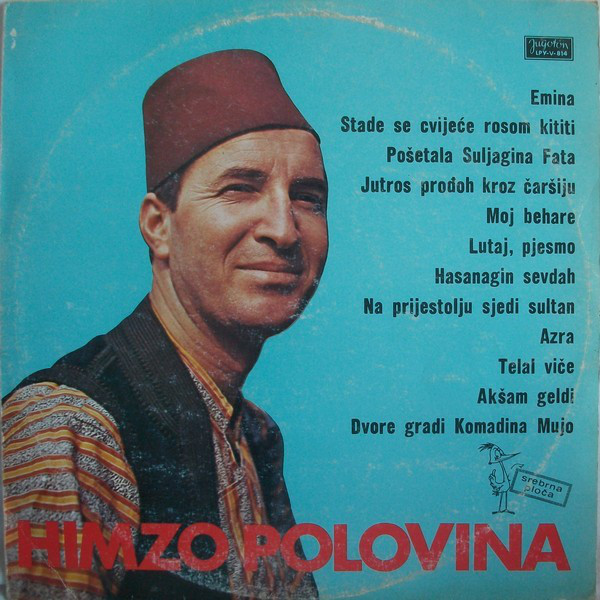 Jugoton
LPY-V-814
Emina
Stade se cvijeće rosom kititi
Pošetala Suljagina Fata
Jutros prođoh kroz čaršiju
Moj behare
Lutaj, pjesmo
Hasanagin sevdah
Na prijestolju sjedi sultan
Azra
Telal viče
Akšam geldi
Dvore gradi Komadina Mujo
srebrna
ploča
HIMZO POLOVINA